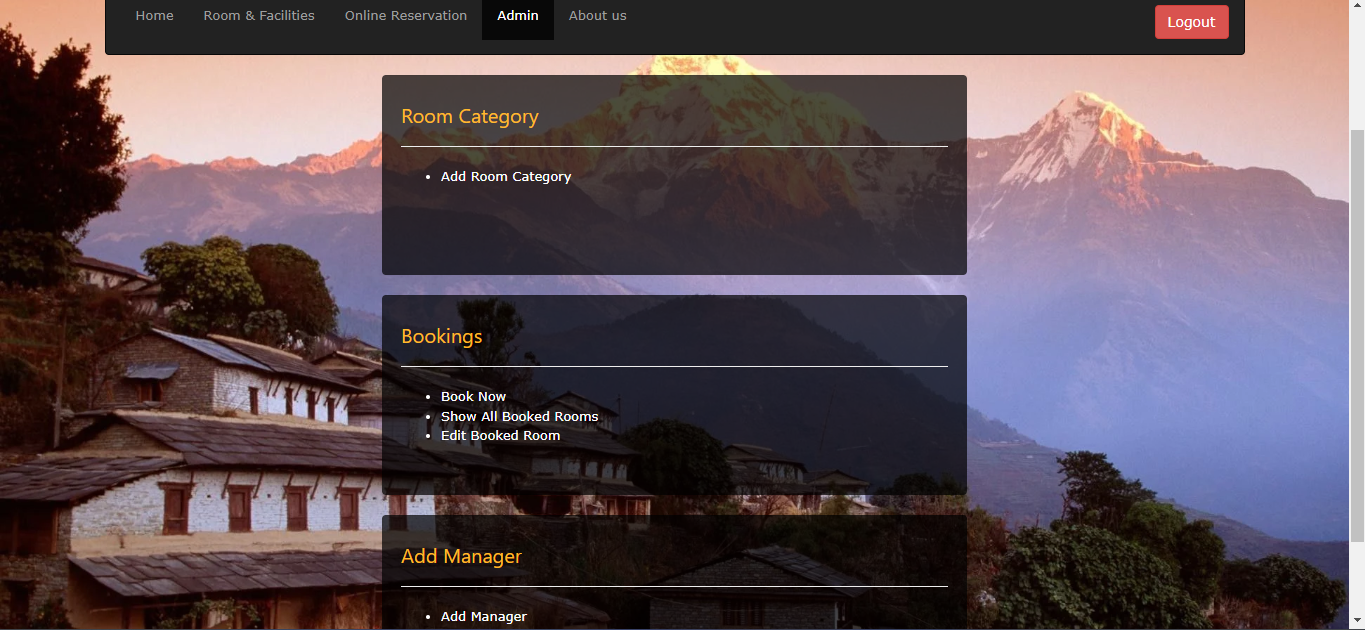 Home Room & Facilities Online Reservation Admin About us Logout
Room Category
Add Room Category
Bookings
Book Now
Show All Booked Rooms
Edit Booked Room
Add Manager
Add Manager